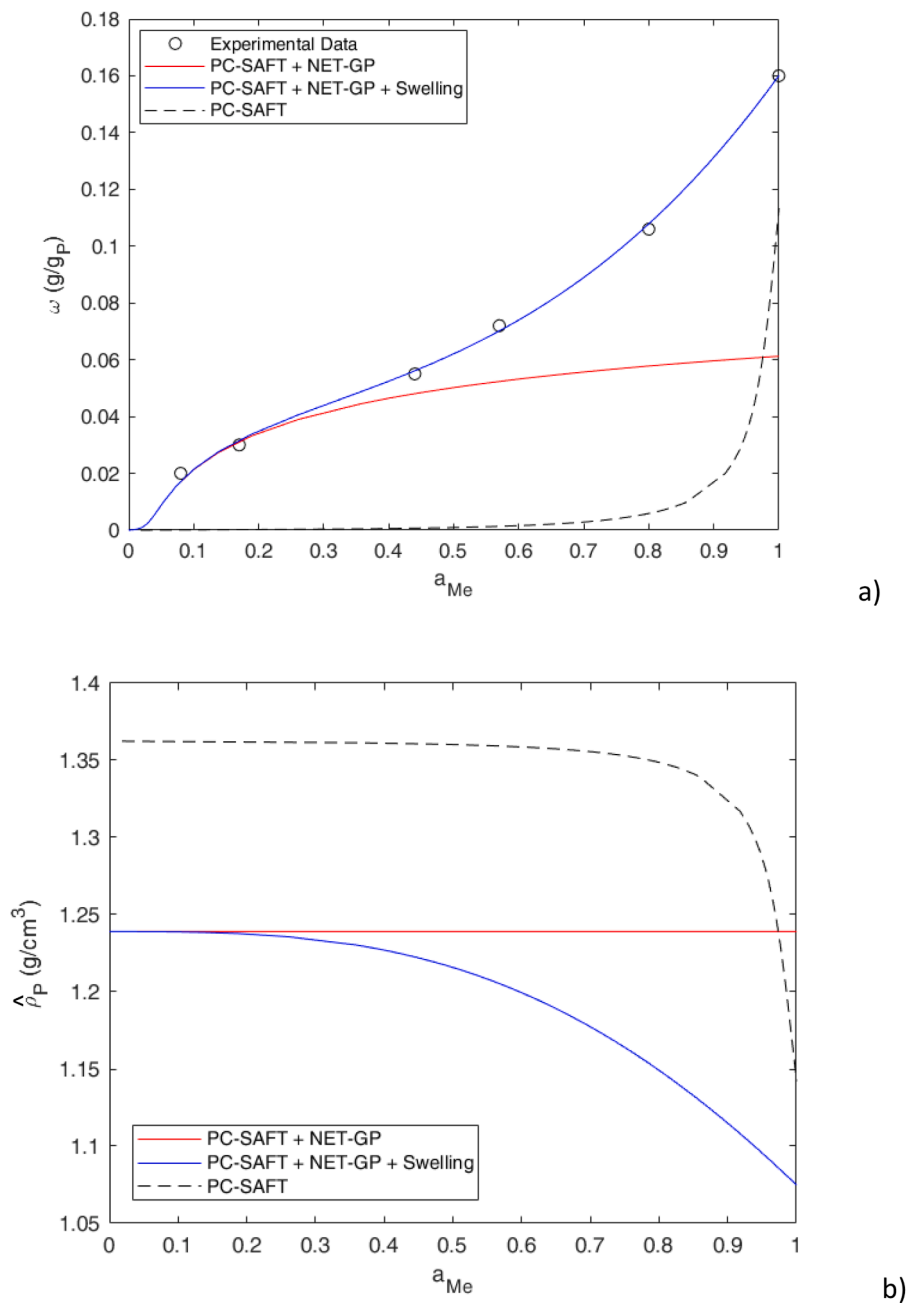 0.18
0.16
0.14
0.12
0.1
0.08
0.06
0.04
0.02
0
Experimental Data
PC-SAFT + NET-GP
PC-SAFT + NET-GP + Swelling
PC-SAFT
ω (g/g_P)
0 0.1 0.2 0.3 0.4 0.5 0.6 0.7 0.8 0.9 1
a_Me
a)
1.4
1.35
1.3
1.25
1.2
1.15
1.1
1.05
ρ̂_P (g/cm³)
PC-SAFT + NET-GP
PC-SAFT + NET-GP + Swelling
PC-SAFT
0 0.1 0.2 0.3 0.4 0.5 0.6 0.7 0.8 0.9 1
a_Me
b)